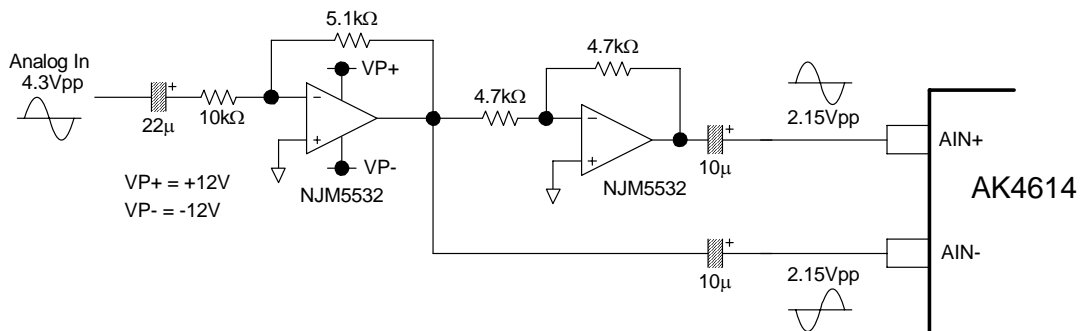 5.1kΩ
4.7kΩ
Analog In
4.3Vpp
VP+
+
−
4.7kΩ
−
2.15Vpp
10kΩ
22µ
+
+
+
AIN+
VP-
10µ
VP+ = +12V
VP- = -12V
NJM5532
NJM5532
AK4614
+
AIN-
10µ
2.15Vpp